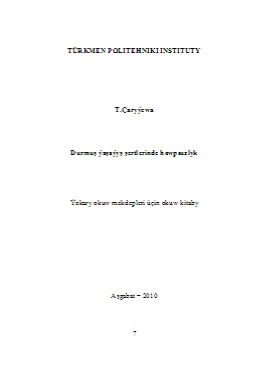 TÜRKMEN POLITEHNIKI INSTITUTY
T.Çaryýewa
Durmuş ýaşaýyş şertlerinde howpsuzlyk
Ýokary okuw mekdepleri üçin okuw kitaby
Aşgabat – 2010
7